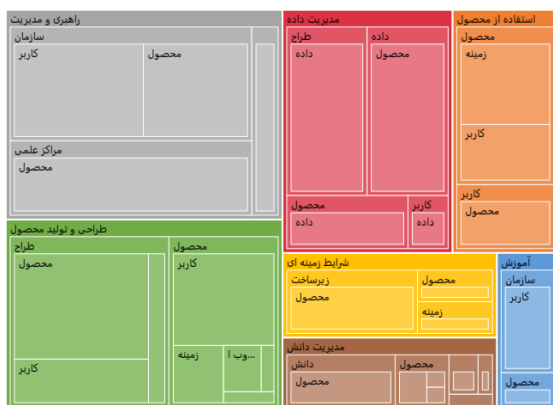 راهبری و مدیریت
سازمان
کاربر
محصول
مراکز علمی
محصول
مدیریت داده
طراح
داده
داده
محصول
محصول
داده
کاربر
داده
استفاده از محصول
محصول
زمینه
کاربر
کاربر
محصول
طراحی و تولید محصول
طراح
محصول
کاربر
محصول
کاربر
زمینه
وب ا...
شرایط زمینه ای
زیرساخت
محصول
محصول
زمینه
مدیریت دانش
دانش
محصول
محصول
آموزش
سازمان
کاربر
محصول